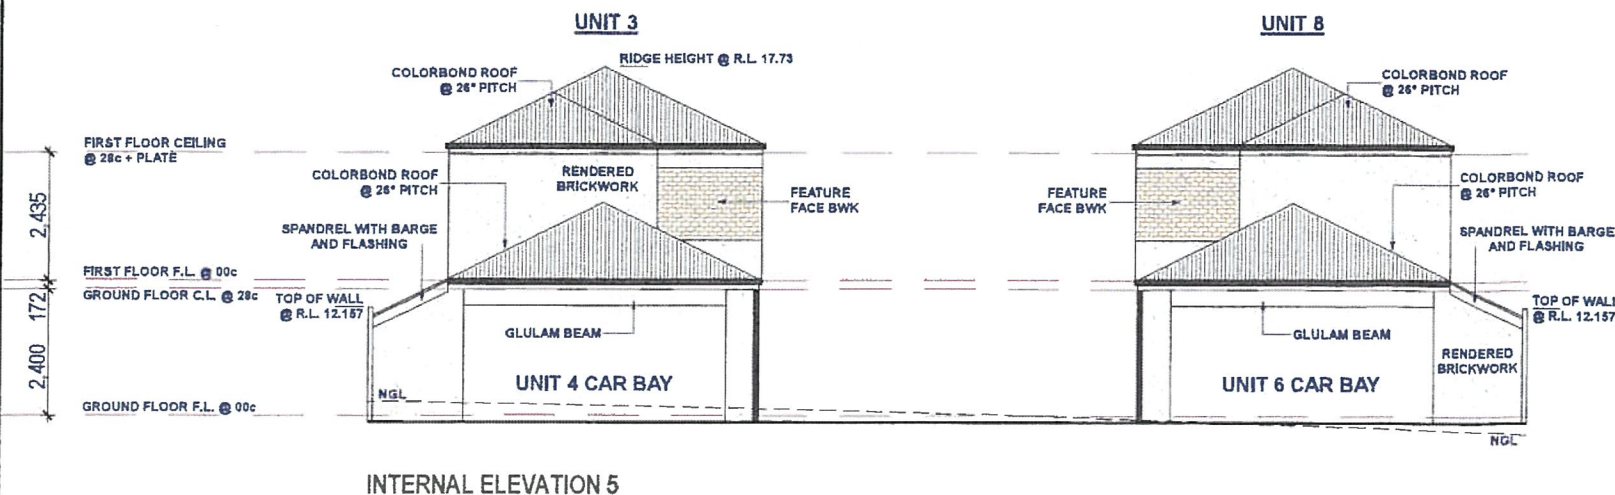 UNIT 3
UNIT 8
RIDGE HEIGHT @ R.L. 17.73
COLORBOND ROOF
@ 26° PITCH
COLORBOND ROOF
@ 26° PITCH
FIRST FLOOR CEILING
@ 28c + PLATE
RENDERED
BRICKWORK
COLORBOND ROOF
@ 26° PITCH
FEATURE
FACE BWK
FEATURE
FACE BWK
COLORBOND ROOF
@ 26° PITCH
2,435
SPANDREL WITH BARGE
AND FLASHING
SPANDREL WITH BARGE
AND FLASHING
FIRST FLOOR F.L. @ 00c
GROUND FLOOR C.L. @ 28c
172
TOP OF WALL
@ R.L. 12.157
TOP OF WALL
@ R.L. 12.157
GLULAM BEAM
GLULAM BEAM
2,400
RENDERED
BRICKWORK
UNIT 4 CAR BAY
UNIT 6 CAR BAY
NGL
GROUND FLOOR F.L. @ 00c
NGL
INTERNAL ELEVATION 5